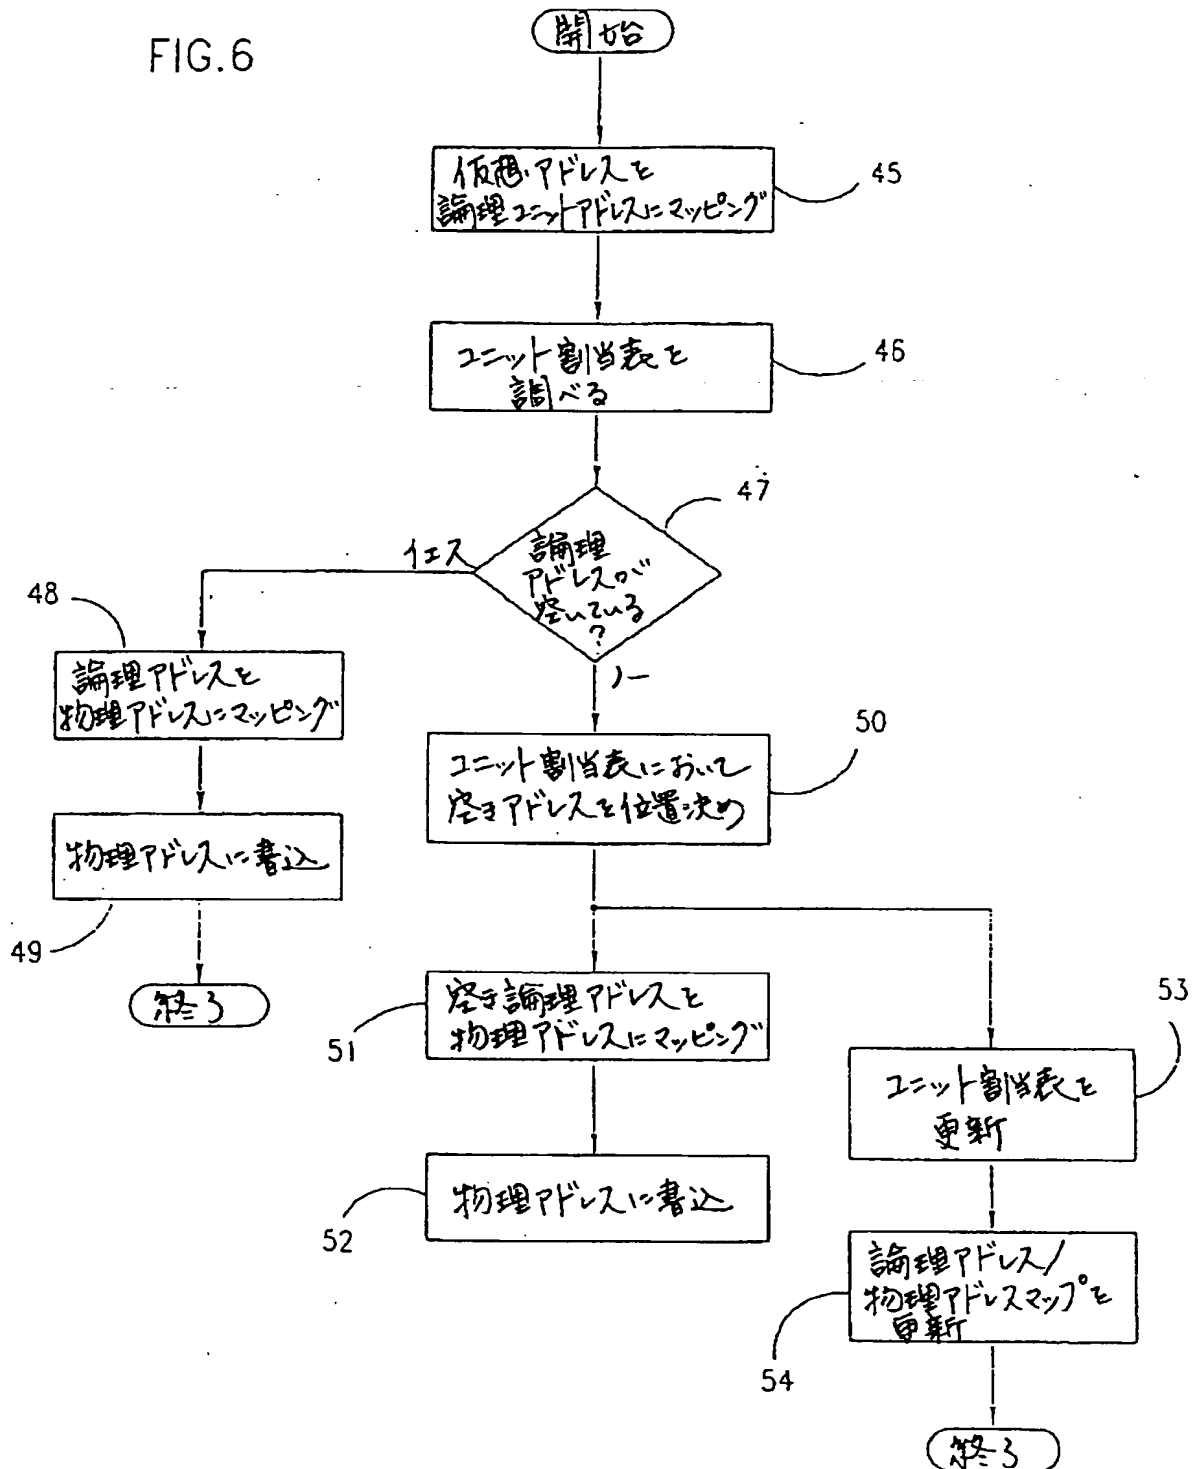 FIG.6
開始
仮想アドレスを
論理ユニットアドレスにマッピング
45
ユニット割当表を
調べる
46
47
論理
アドレスが
空いている
?
イエス
ノー
48
論理アドレスを
物理アドレスにマッピング
物理アドレスに書込
49
終了
50
ユニット割当表において
空きアドレスを位置決め
空き論理アドレスを
物理アドレスにマッピング
51
物理アドレスに書込
52
53
ユニット割当表を
更新
論理アドレス/
物理アドレスマップを
更新
54
終了